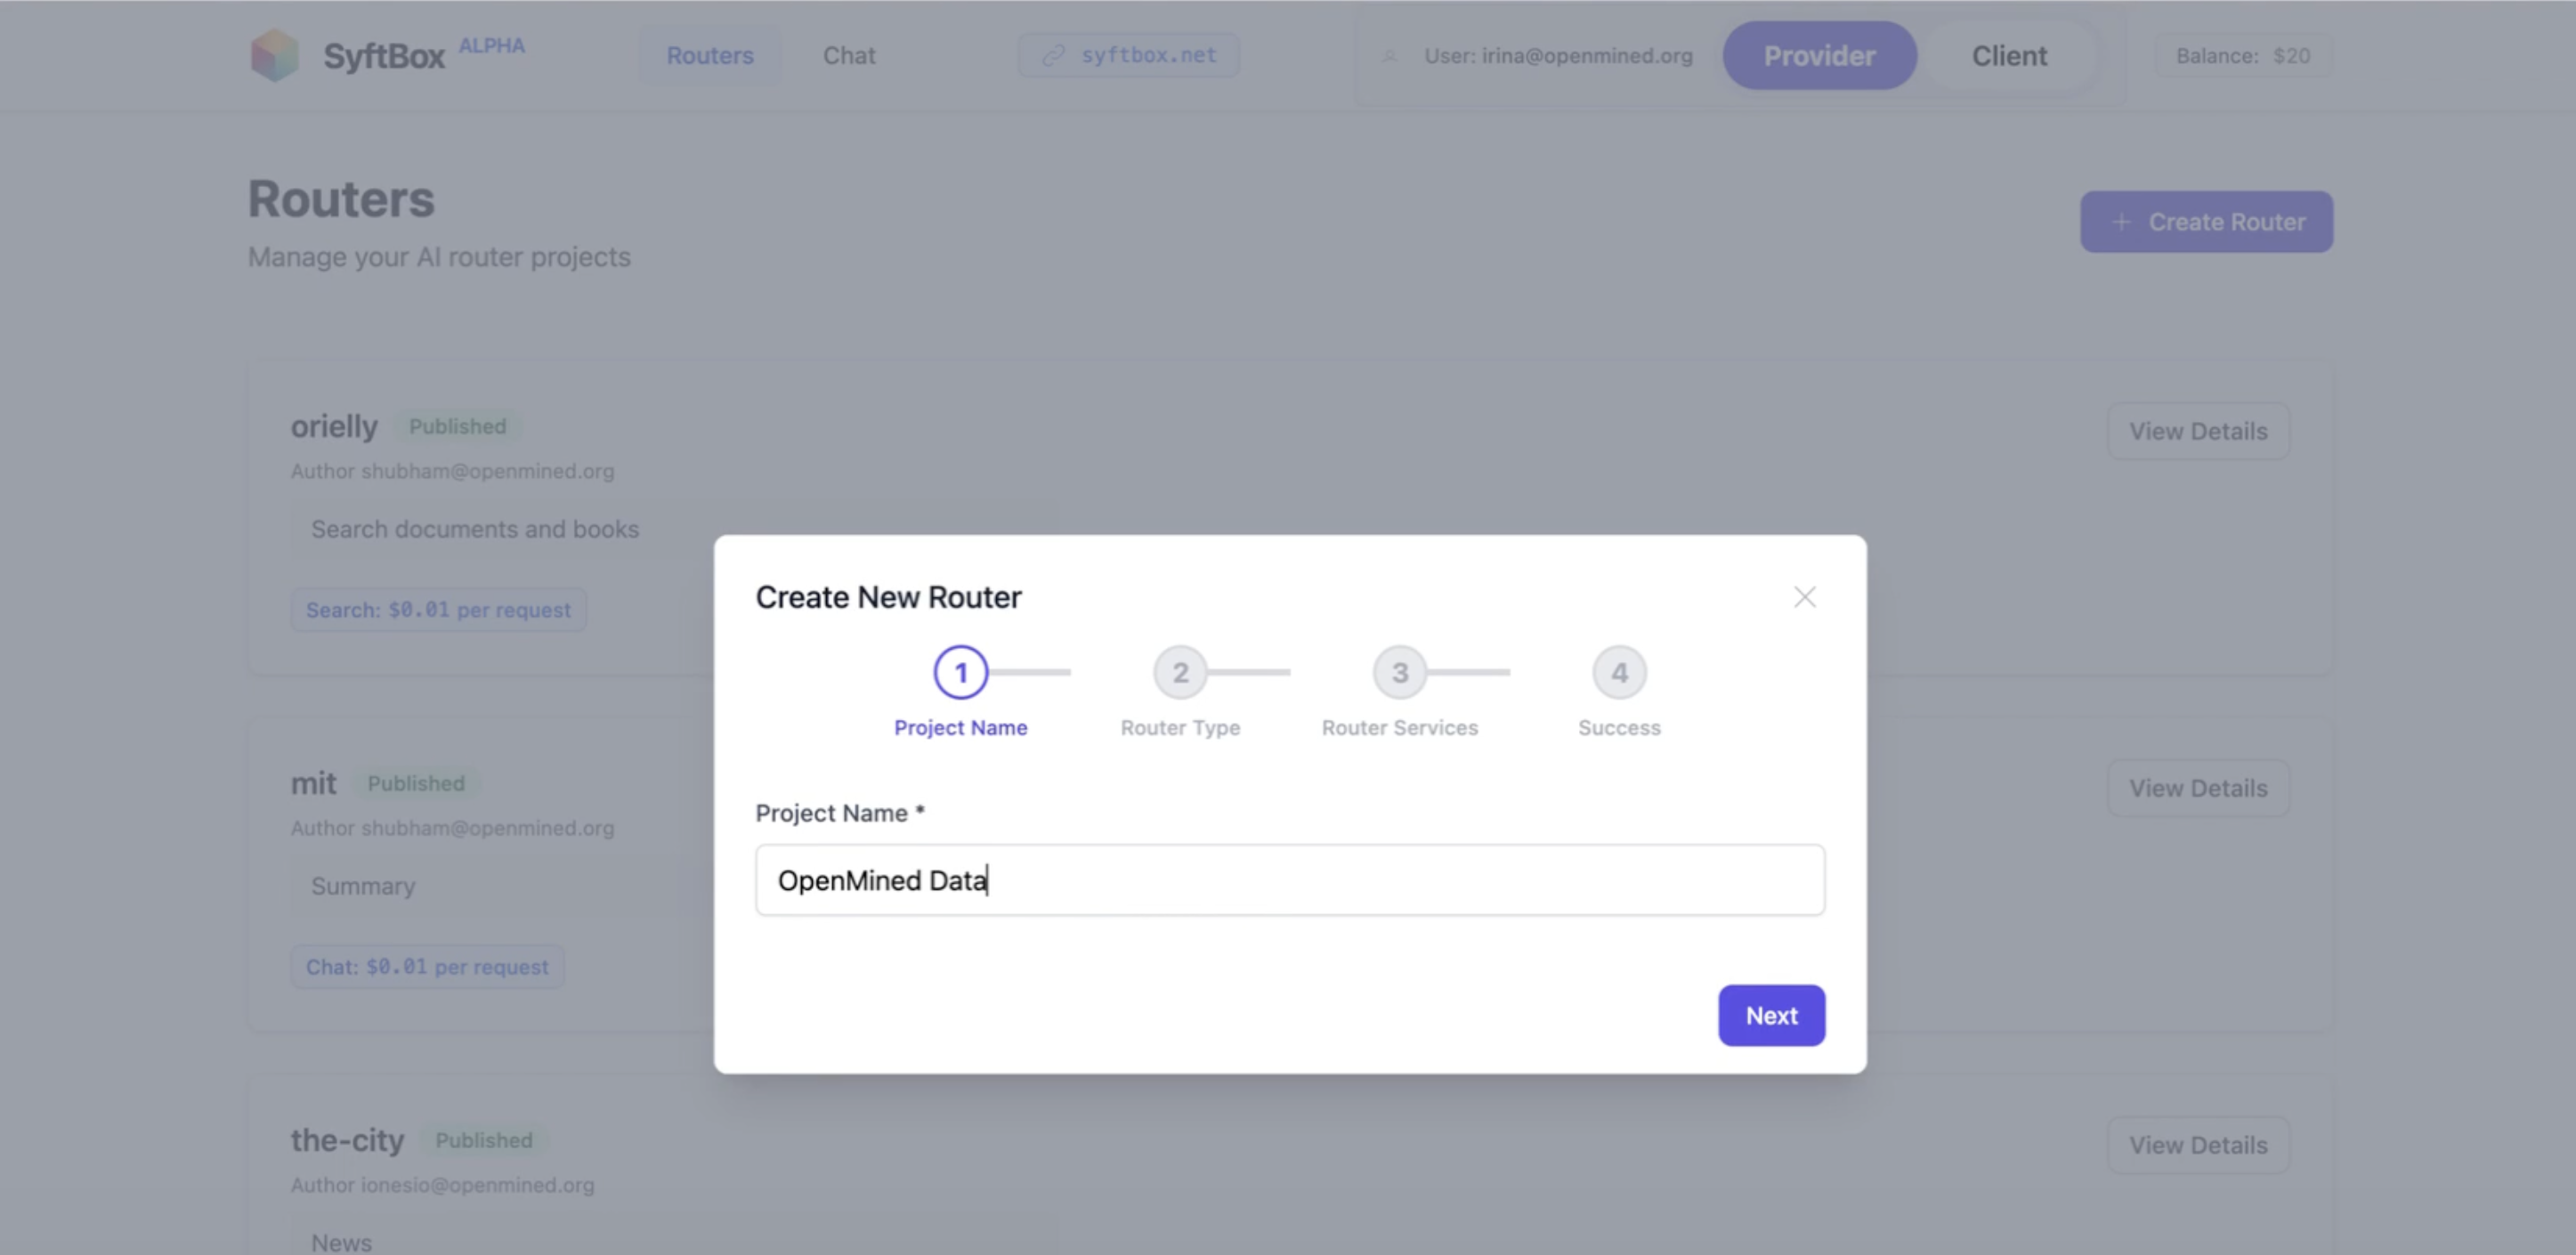 SyftBox ALPHA Routers Chat syftbox.net User: irina@openmined.org Provider Client Balance: $20
Routers
Manage your AI router projects
+ Create Router
orielly Published
View Details
Author shubham@openmined.org
Search documents and books
Search: $0.01 per request
mit Published
View Details
Author shubham@openmined.org
Summary
Chat: $0.01 per request
the-city Published
View Details
Author ionesio@openmined.org
News
Create New Router
1 2 3 4
Project Name Router Type Router Services Success
Project Name *
OpenMined Data
Next